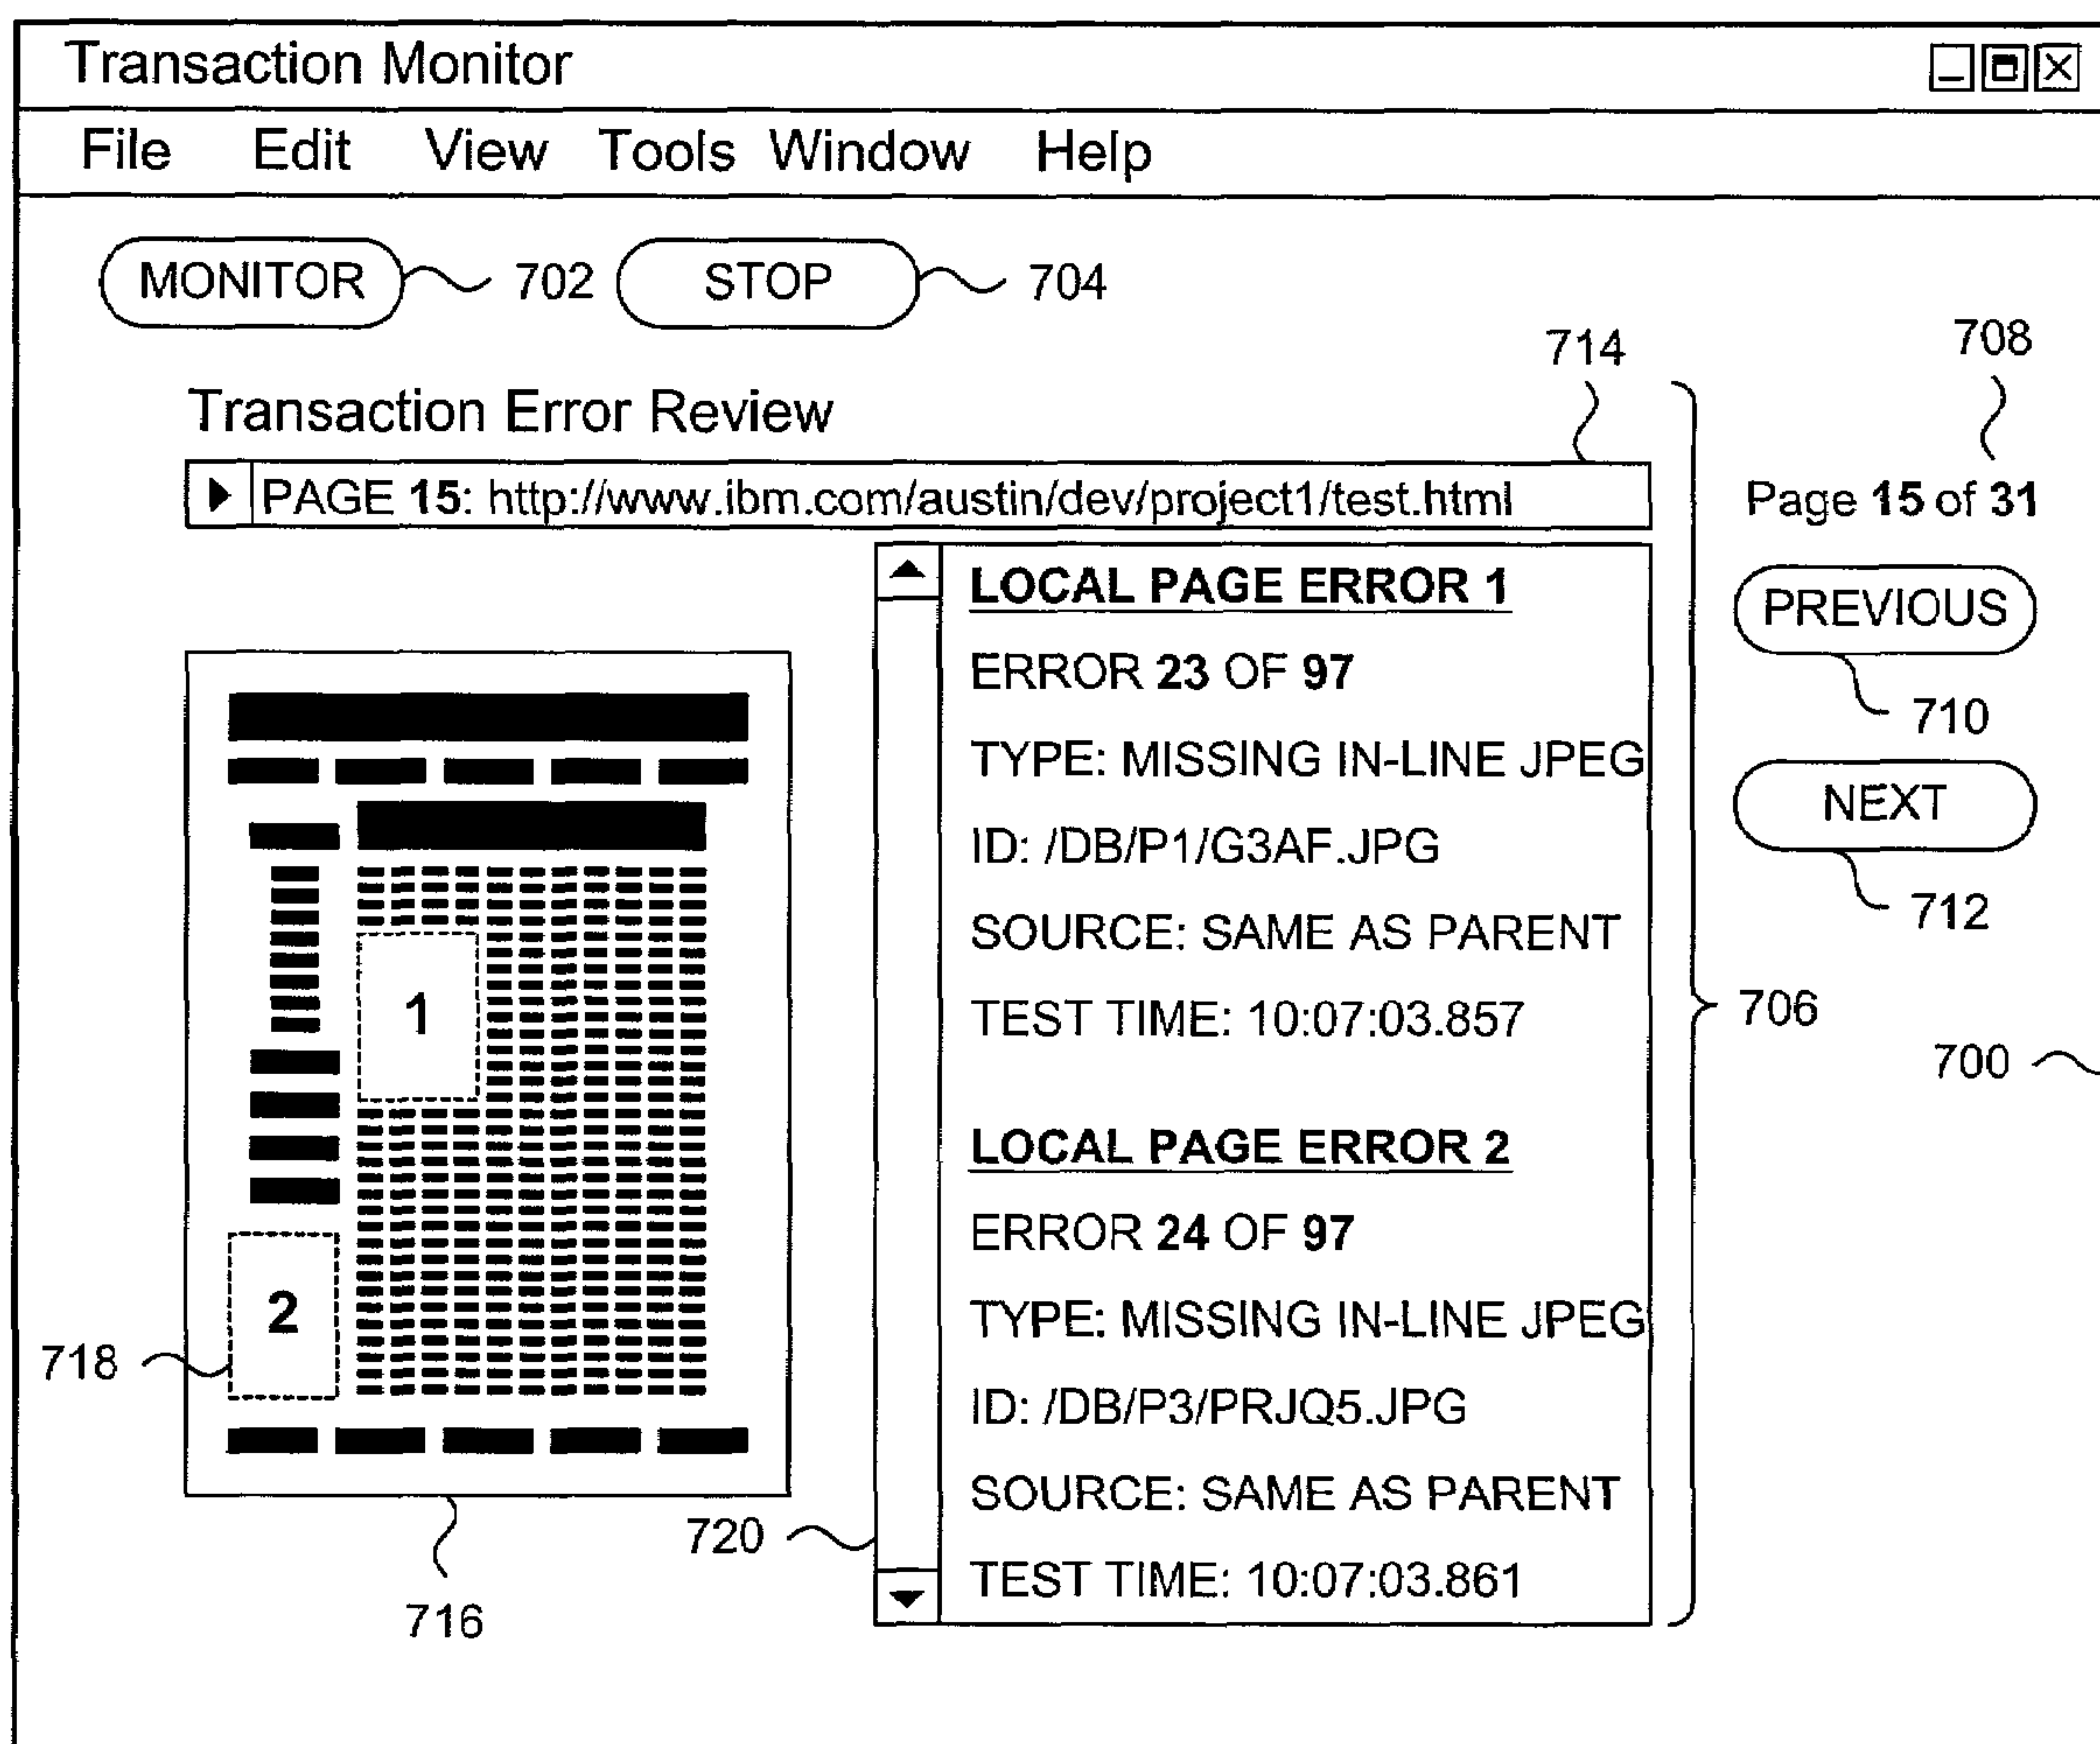 Transaction Monitor
File Edit View Tools Window Help
MONITOR 702 STOP 704
714 708
Transaction Error Review
PAGE 15: http://www.ibm.com/austin/dev/project1/test.html
Page 15 of 31
PREVIOUS
710
NEXT
712
706
700
LOCAL PAGE ERROR 1
ERROR 23 OF 97
TYPE: MISSING IN-LINE JPEG
ID: /DB/P1/G3AF.JPG
SOURCE: SAME AS PARENT
TEST TIME: 10:07:03.857
LOCAL PAGE ERROR 2
ERROR 24 OF 97
TYPE: MISSING IN-LINE JPEG
ID: /DB/P3/PRJQ5.JPG
SOURCE: SAME AS PARENT
TEST TIME: 10:07:03.861
1
2
718
720
716